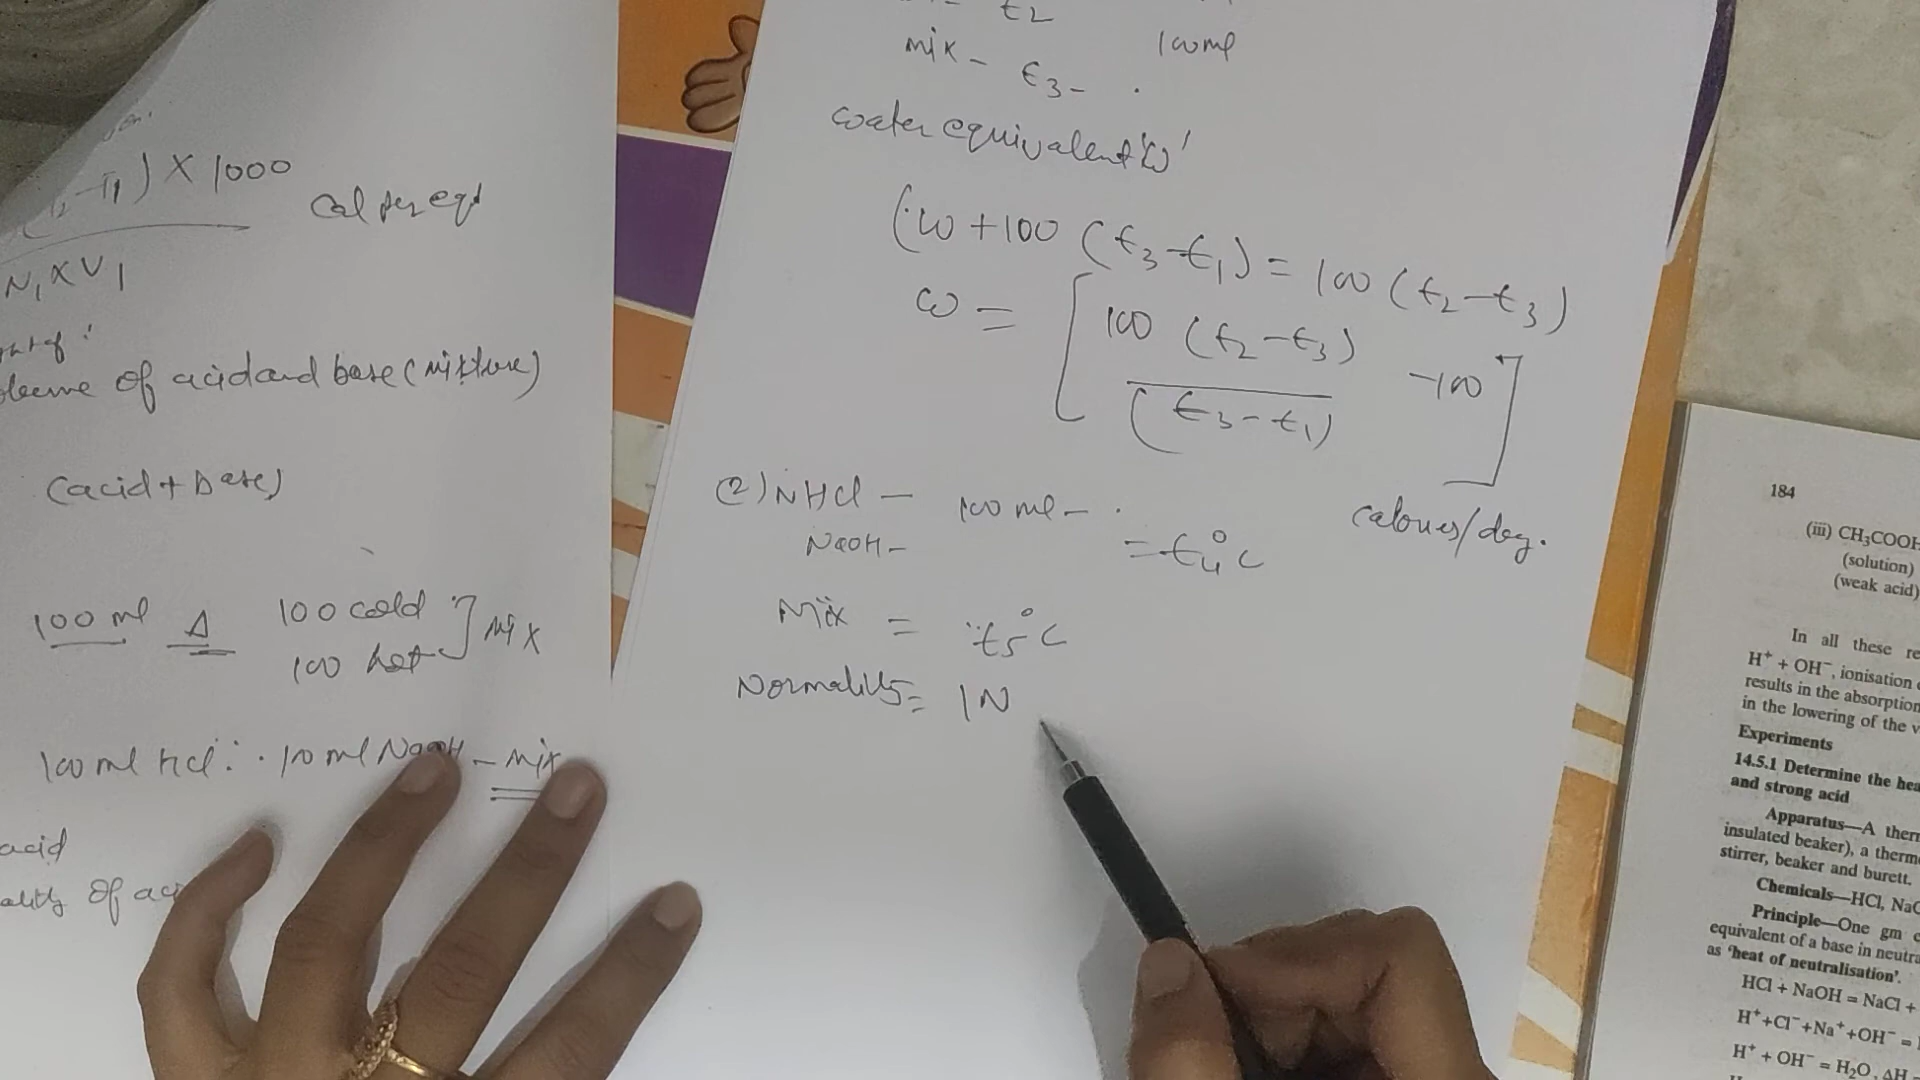 ) X 1000
cal per eqt
N1 X V1
of acid and base (mixture)
(acid + base)
100 ml Δ 100 cold ] Mix
100 hot
100 ml HCl : . 10 ml NaOH - mix
acid
ality of ac
t2
mix - t3 - . 100 ml
water equivalent 'w'
(w + 100 (t3 - t1) = 100 (t2 - t3)
w = [ 100 (t2 - t3) / (t3 - t1) - 100 ]
calories/deg.
(2) N HCl - 100 ml - .
NaOH - = t4°C
Mix = t5°C
Normality = 1N
184
(iii) CH₃COOH
(solution)
(weak acid)
In all these re
H⁺ + OH⁻, ionisation
results in the absorption
in the lowering of the v
Experiments
14.5.1 Determine the hea
and strong acid
Apparatus—A therm
insulated beaker), a therm
stirrer, beaker and burett.
Chemicals—HCl, NaO
Principle—One gm e
equivalent of a base in neutra
as 'heat of neutralisation'.
HCl + NaOH = NaCl +
H⁺+Cl⁻+Na⁺+OH⁻ =
H⁺ + OH⁻ = H₂O, ΔH